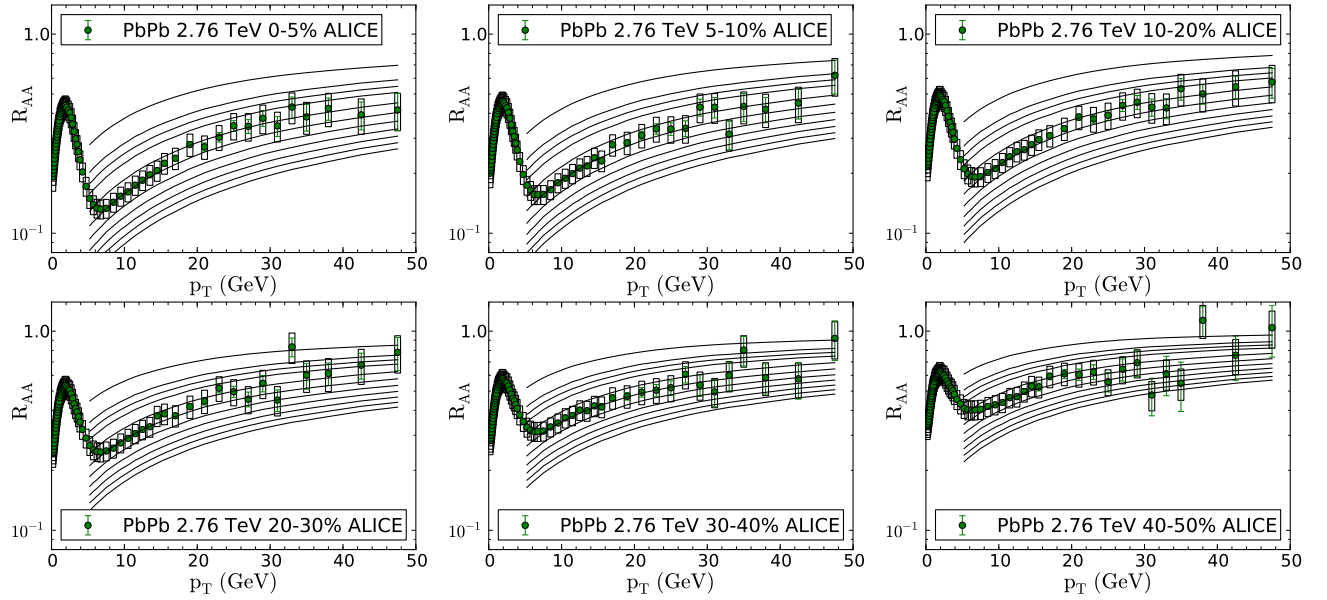 PbPb 2.76 TeV 0-5% ALICE
1.0
10⁻¹
R_AA
0 10 20 30 40 50
p_T (GeV)
PbPb 2.76 TeV 5-10% ALICE
1.0
10⁻¹
R_AA
0 10 20 30 40 50
p_T (GeV)
PbPb 2.76 TeV 10-20% ALICE
1.0
10⁻¹
R_AA
0 10 20 30 40 50
p_T (GeV)
1.0
10⁻¹
R_AA
PbPb 2.76 TeV 20-30% ALICE
0 10 20 30 40 50
p_T (GeV)
1.0
10⁻¹
R_AA
PbPb 2.76 TeV 30-40% ALICE
0 10 20 30 40 50
p_T (GeV)
1.0
10⁻¹
R_AA
PbPb 2.76 TeV 40-50% ALICE
0 10 20 30 40 50
p_T (GeV)